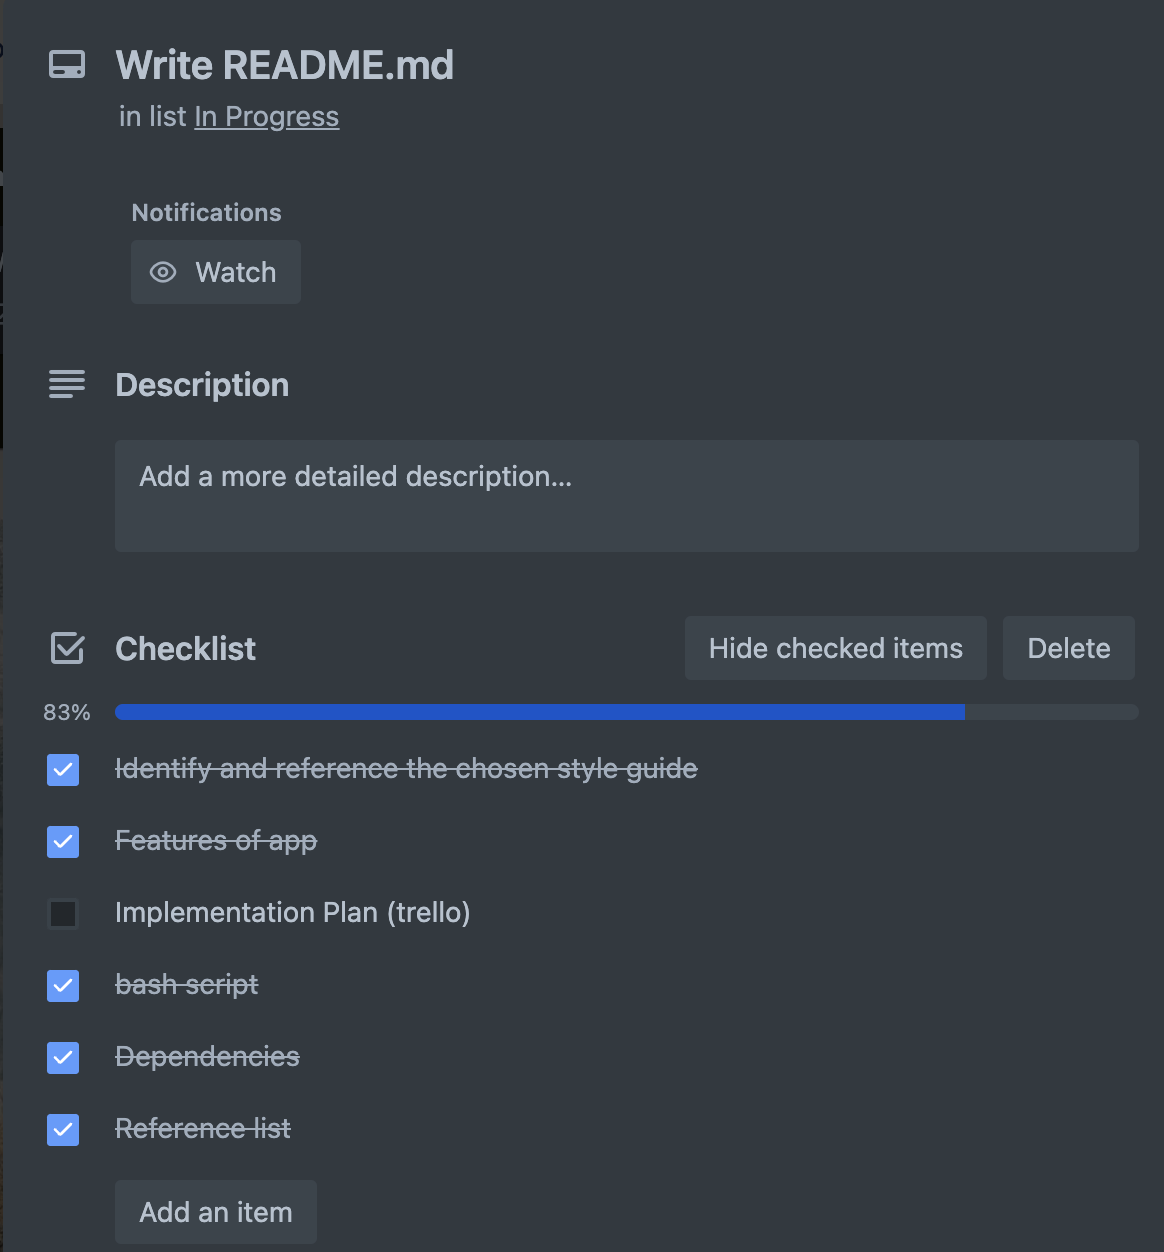 Write README.md
in list In Progress
Notifications
Watch
Description
Add a more detailed description...
Checklist
Hide checked items
Delete
83%
Identify and reference the chosen style guide
Features of app
Implementation Plan (trello)
bash script
Dependencies
Reference list
Add an item